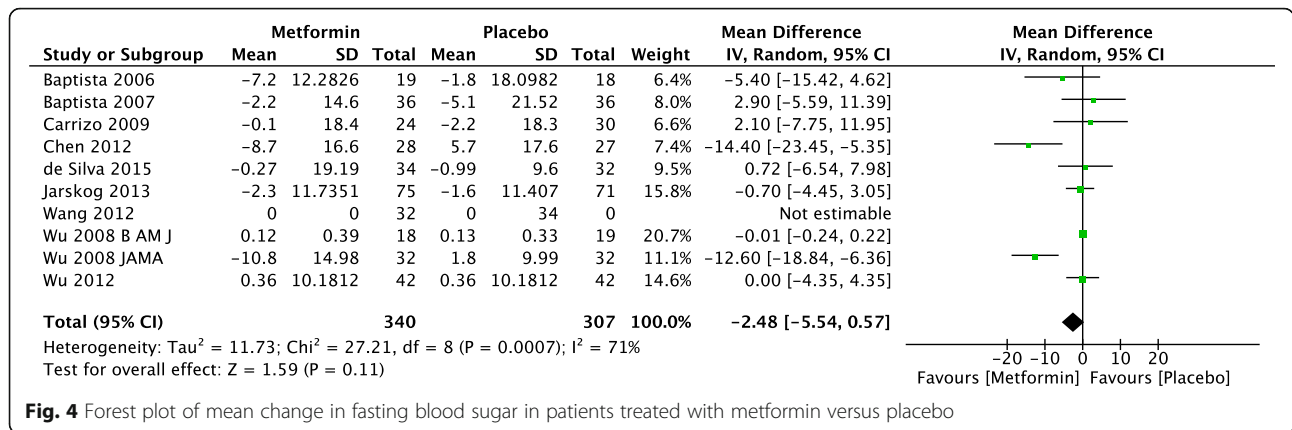 Metformin Placebo Mean Difference Mean Difference
Study or Subgroup Mean SD Total Mean SD Total Weight IV, Random, 95% CI IV, Random, 95% CI
Baptista 2006 −7.2 12.2826 19 −1.8 18.0982 18 6.4% −5.40 [−15.42, 4.62]
Baptista 2007 −2.2 14.6 36 −5.1 21.52 36 8.0% 2.90 [−5.59, 11.39]
Carrizo 2009 −0.1 18.4 24 −2.2 18.3 30 6.6% 2.10 [−7.75, 11.95]
Chen 2012 −8.7 16.6 28 5.7 17.6 27 7.4% −14.40 [−23.45, −5.35]
de Silva 2015 −0.27 19.19 34 −0.99 9.6 32 9.5% 0.72 [−6.54, 7.98]
Jarskog 2013 −2.3 11.7351 75 −1.6 11.407 71 15.8% −0.70 [−4.45, 3.05]
Wang 2012 0 0 32 0 34 0 Not estimable
Wu 2008 B AM J 0.12 0.39 18 0.13 0.33 19 20.7% −0.01 [−0.24, 0.22]
Wu 2008 JAMA −10.8 14.98 32 1.8 9.99 32 11.1% −12.60 [−18.84, −6.36]
Wu 2012 0.36 10.1812 42 0.36 10.1812 42 14.6% 0.00 [−4.35, 4.35]
Total (95% CI) 340 307 100.0% −2.48 [−5.54, 0.57]
Heterogeneity: Tau² = 11.73; Chi² = 27.21, df = 8 (P = 0.0007); I² = 71%
Test for overall effect: Z = 1.59 (P = 0.11)
−20 −10 0 10 20
Favours [Metformin] Favours [Placebo]
Fig. 4 Forest plot of mean change in fasting blood sugar in patients treated with metformin versus placebo